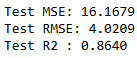 Test MSE: 16.1679
Test RMSE: 4.0209
Test R2 : 0.8640